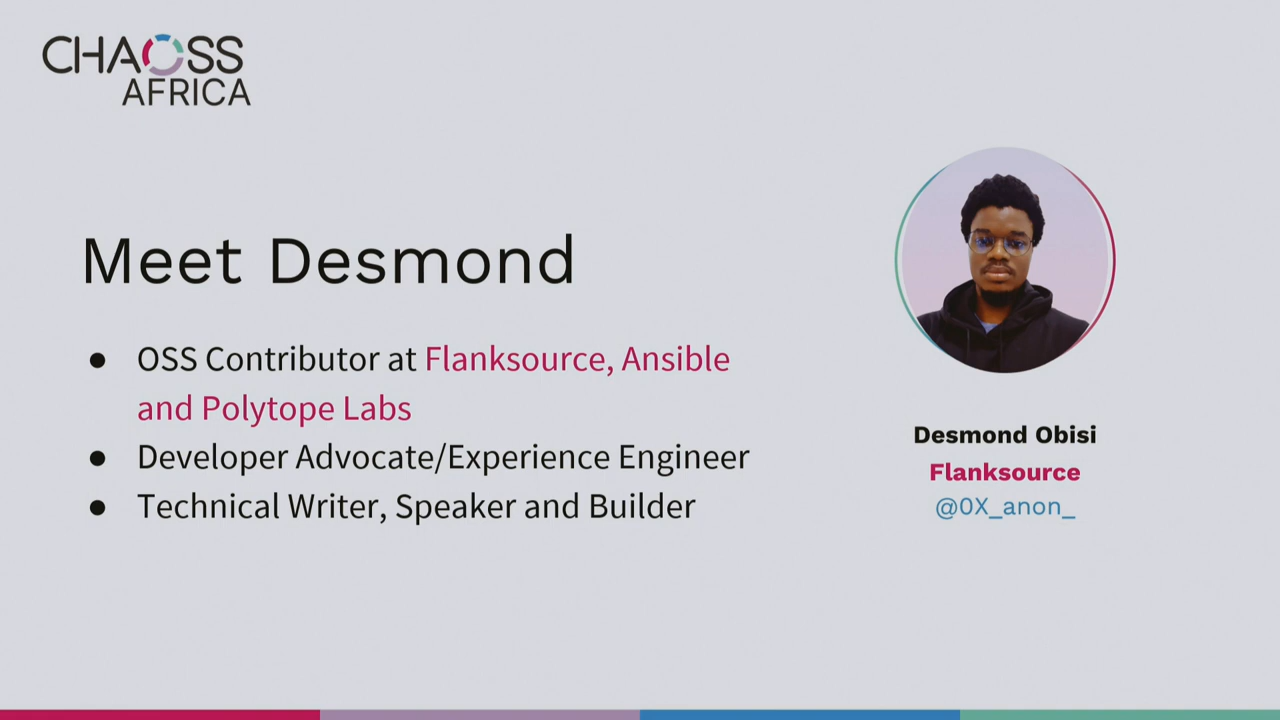 CHAOSS
AFRICA
Meet Desmond
● OSS Contributor at Flanksource, Ansible
and Polytope Labs
● Developer Advocate/Experience Engineer
● Technical Writer, Speaker and Builder
Desmond Obisi
Flanksource
@0X_anon_